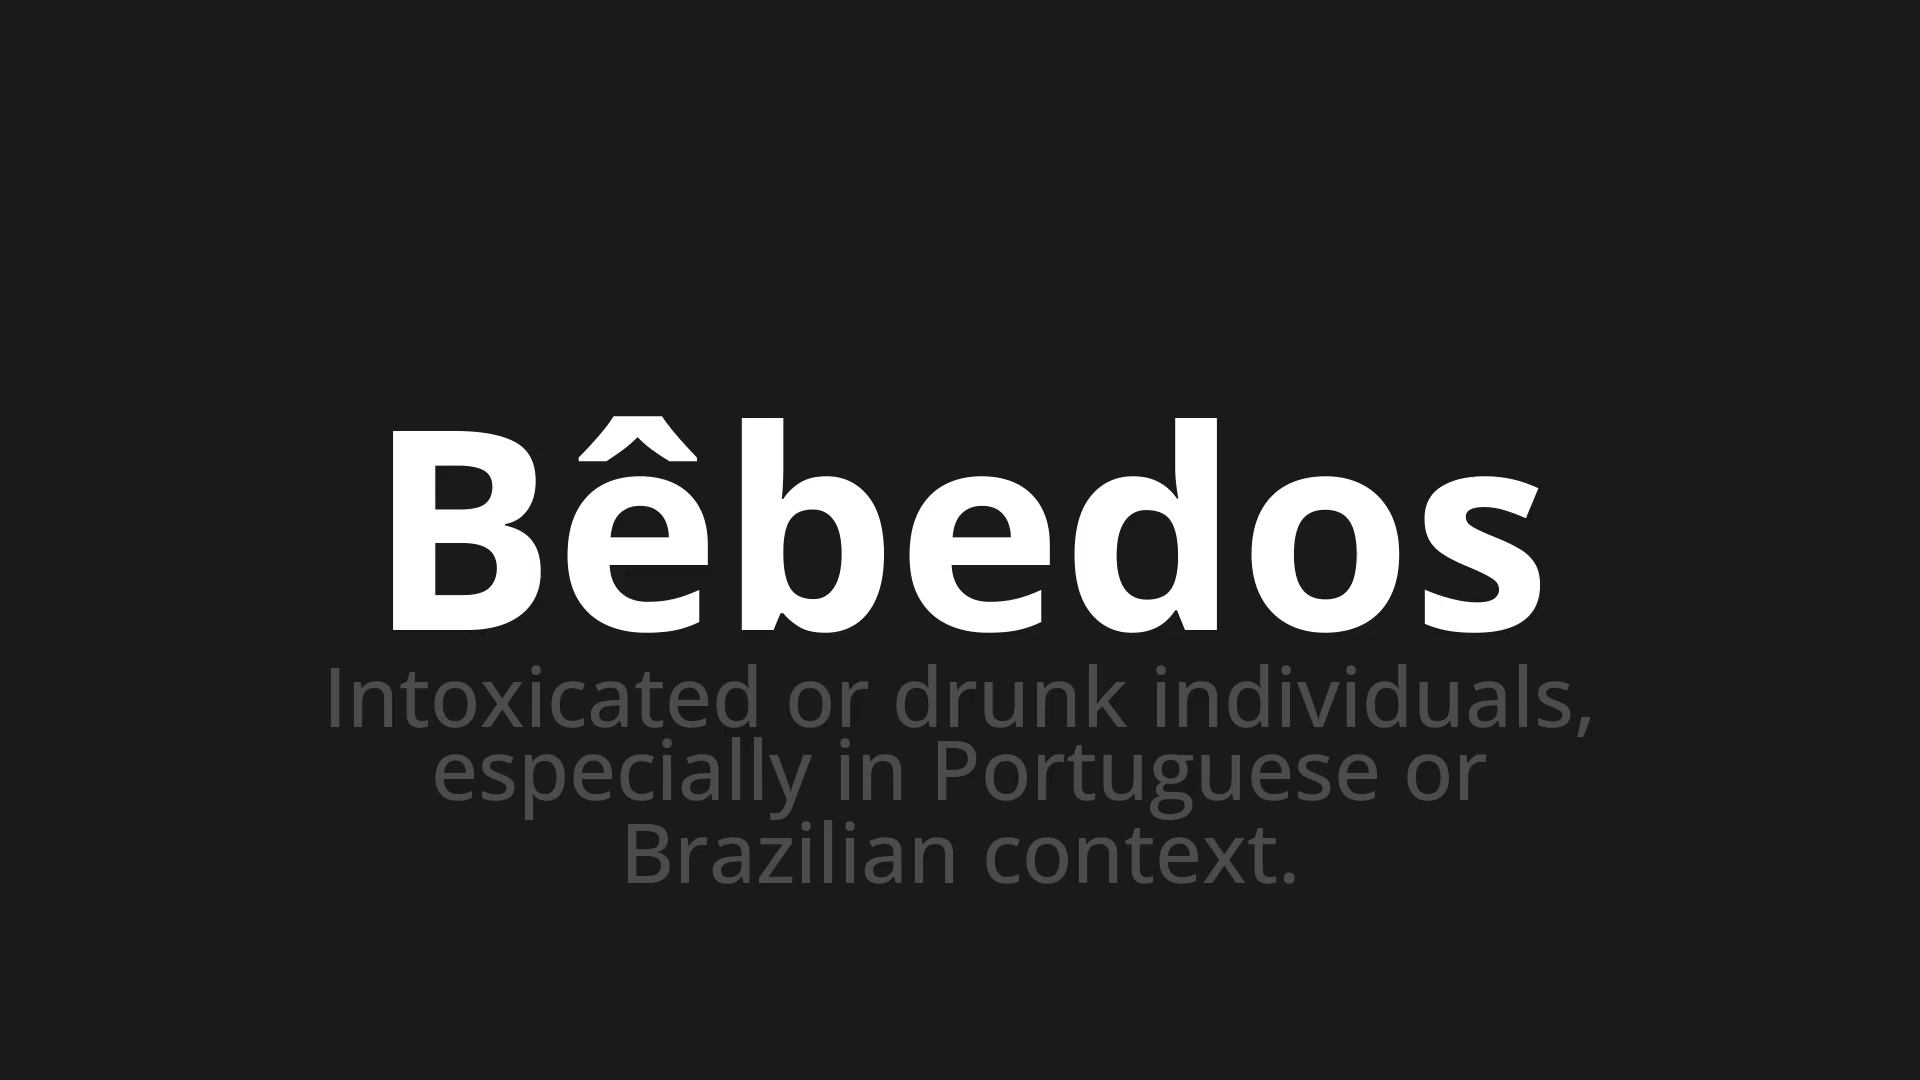 Bêbedos
Intoxicated or drunk individuals,
especially in Portuguese or
Brazilian context.